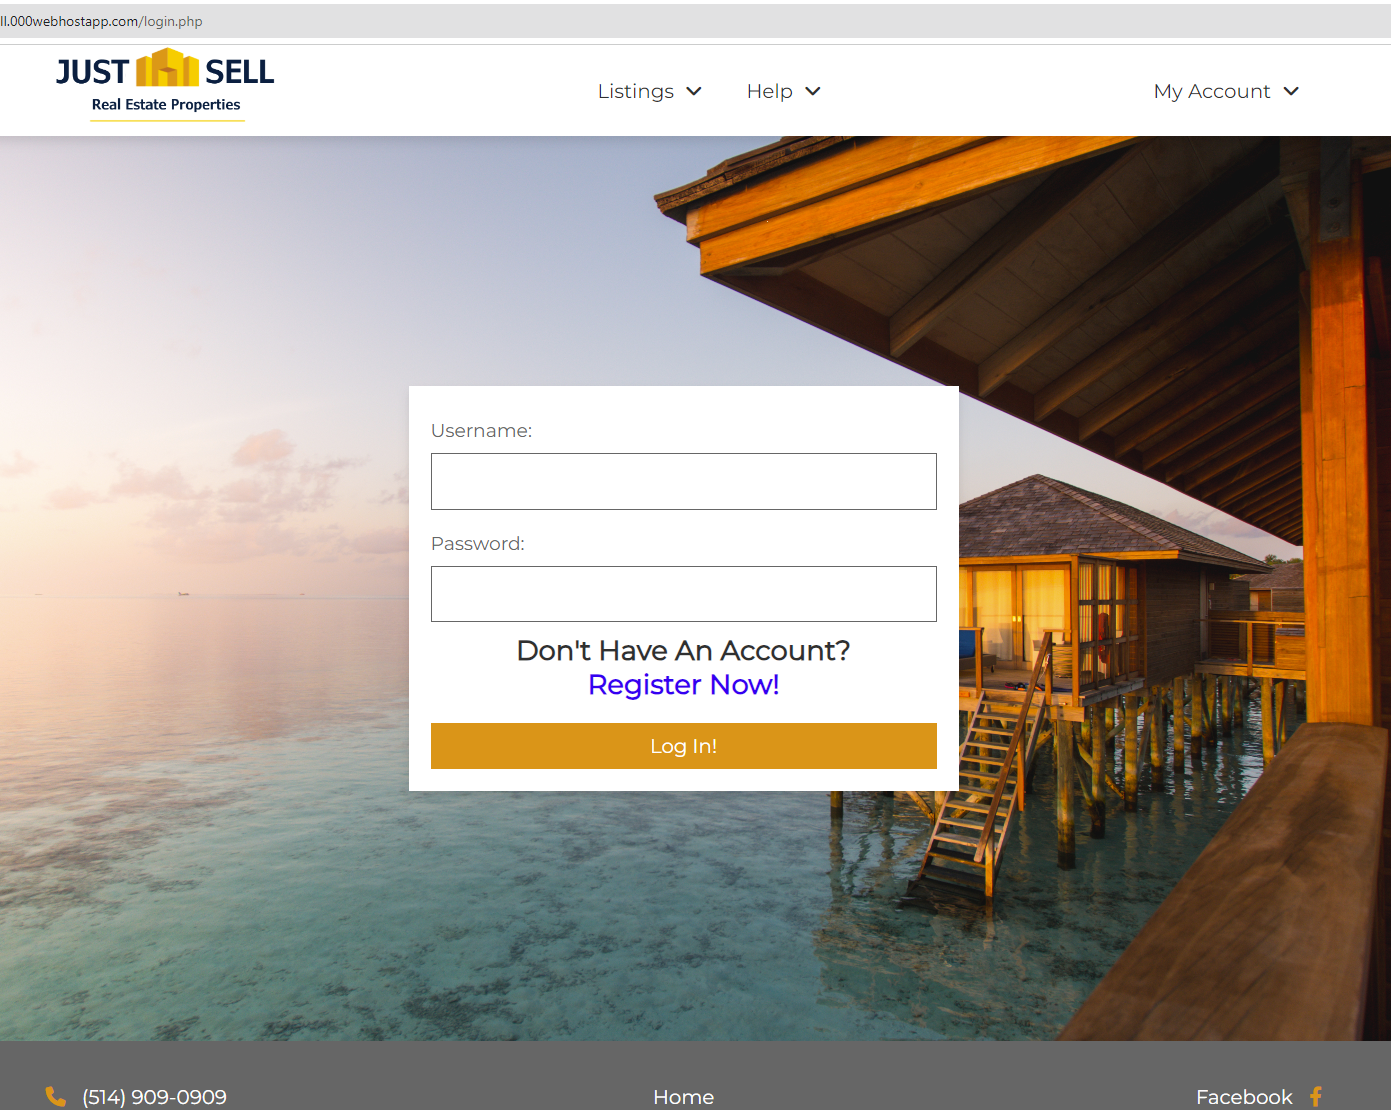 ll.000webhostapp.com/login.php
JUST SELL
Real Estate Properties
Listings
Help
My Account
Username:
Password:
Don't Have An Account?
Register Now!
Log In!
(514) 909-0909
Home
Facebook